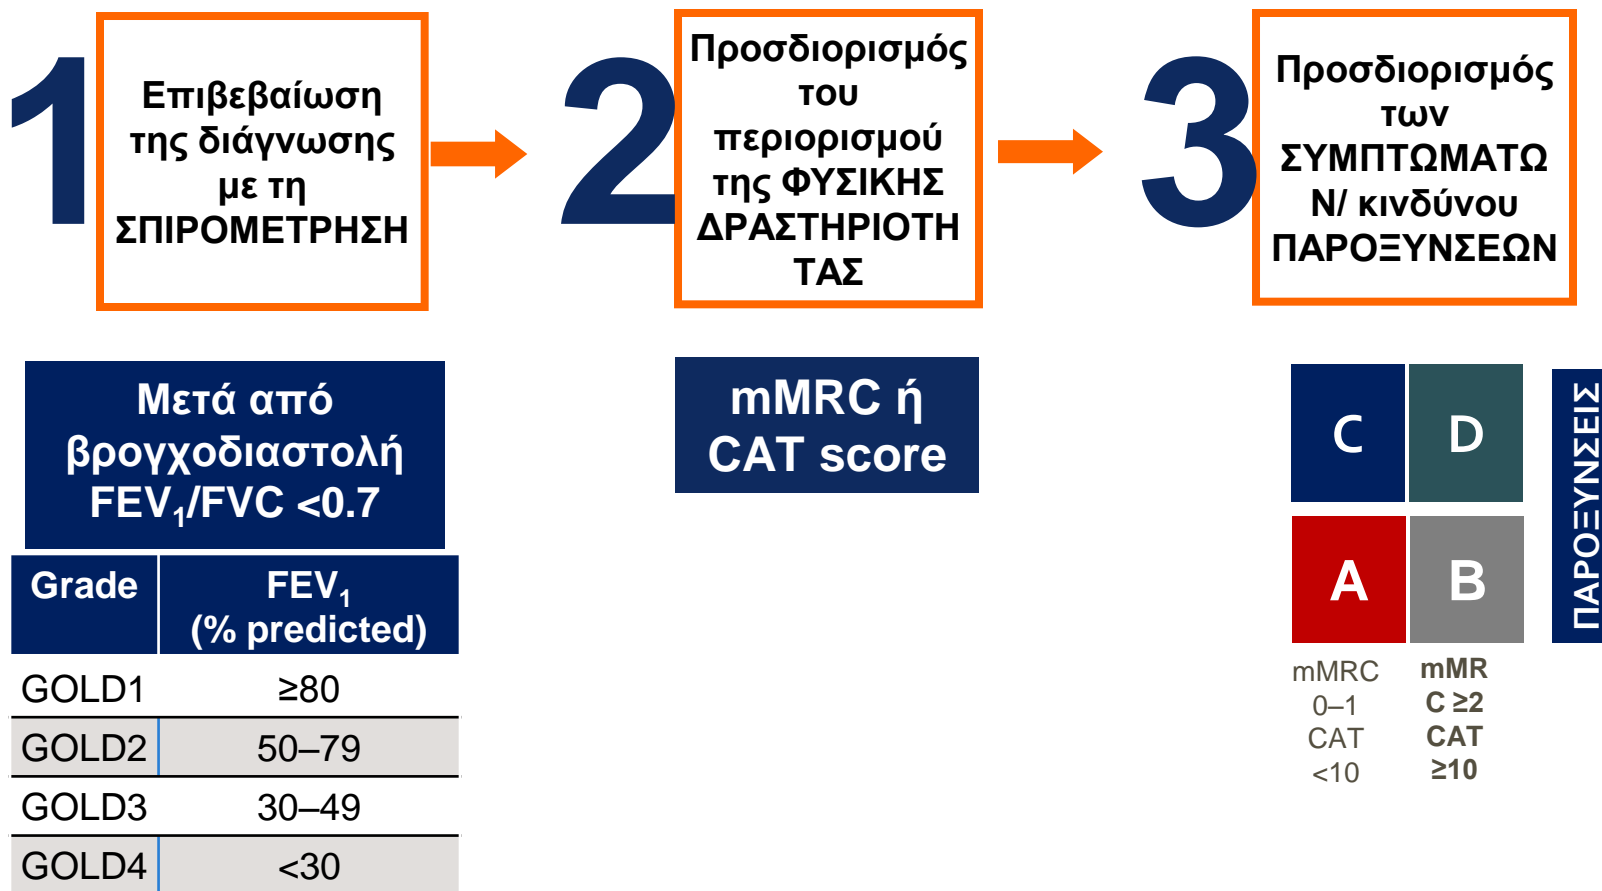 1
Επιβεβαίωση
της διάγνωσης
με τη
ΣΠΙΡΟΜΕΤΡΗΣΗ
2
Προσδιορισμός
του
περιορισμού
της ΦΥΣΙΚΗΣ
ΔΡΑΣΤΗΡΙΟΤΗ
ΤΑΣ
3
Προσδιορισμός
των
ΣΥΜΠΤΩΜΑΤΩ
Ν/ κινδύνου
ΠΑΡΟΞΥΝΣΕΩΝ
Μετά από
βρογχοδιαστολή
FEV₁/FVC <0.7
Grade FEV₁
(% predicted)
GOLD1 ≥80
GOLD2 50–79
GOLD3 30–49
GOLD4 <30
mMRC ή
CAT score
C D
A B
ΠΑΡΟΞΥΝΣΕΙΣ
mMRC
0–1
CAT
<10
mMR
C ≥2
CAT
≥10